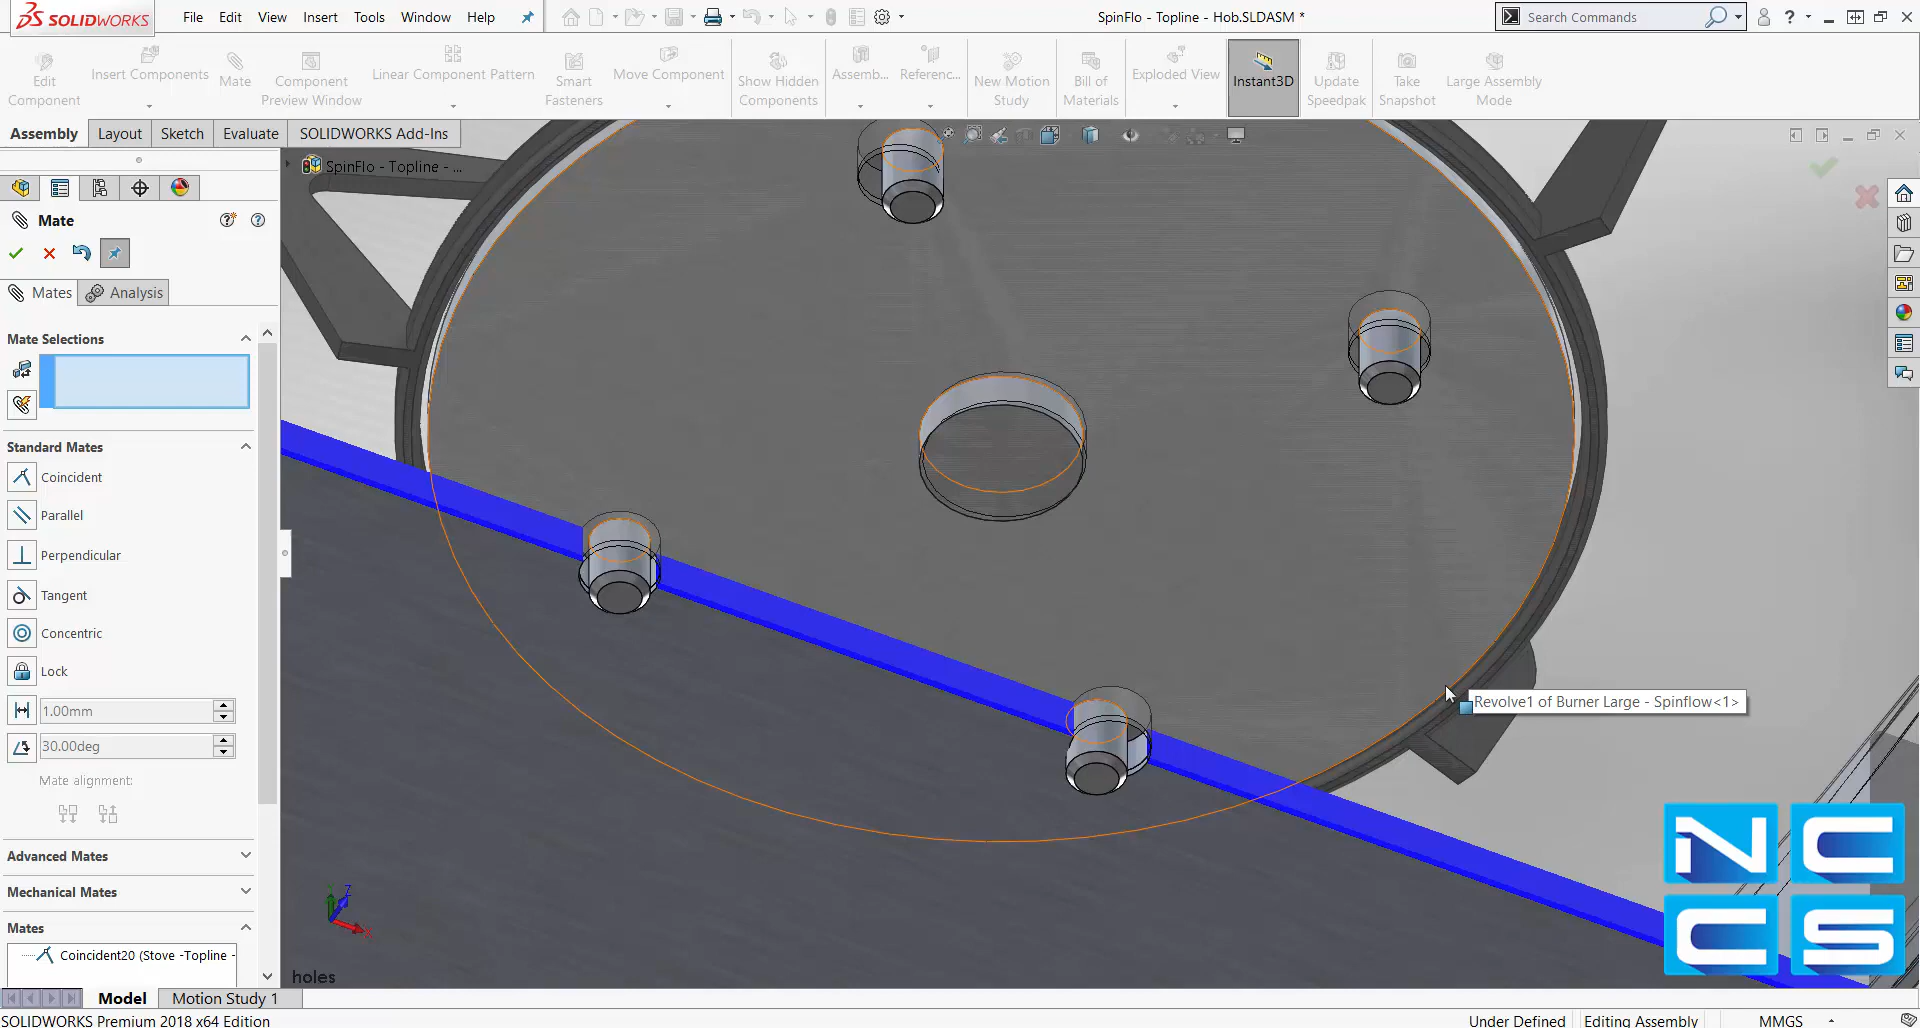 SOLIDWORKS
File Edit View Insert Tools Window Help
SpinFlo - Topline - Hob.SLDASM *
Search Commands
Edit Component
Insert Components
Mate
Component Preview Window
Linear Component Pattern
Smart Fasteners
Move Component
Show Hidden Components
Assemb...
Referenc...
New Motion Study
Bill of Materials
Exploded View
Instant3D
Update Speedpak
Take Snapshot
Large Assembly Mode
Assembly Layout Sketch Evaluate SOLIDWORKS Add-Ins
SpinFlo - Topline - ...
Mate
Mates Analysis
Mate Selections
Standard Mates
Coincident
Parallel
Perpendicular
Tangent
Concentric
Lock
1.00mm
30.00deg
Mate alignment:
Advanced Mates
Mechanical Mates
Mates
Coincident20 (Stove -Topline -
Revolve1 of Burner Large - Spinflow<1>
Z
X
holes
NC
CS
Model Motion Study 1
SOLIDWORKS Premium 2018 x64 Edition
Under Defined Editing Assembly MMGS